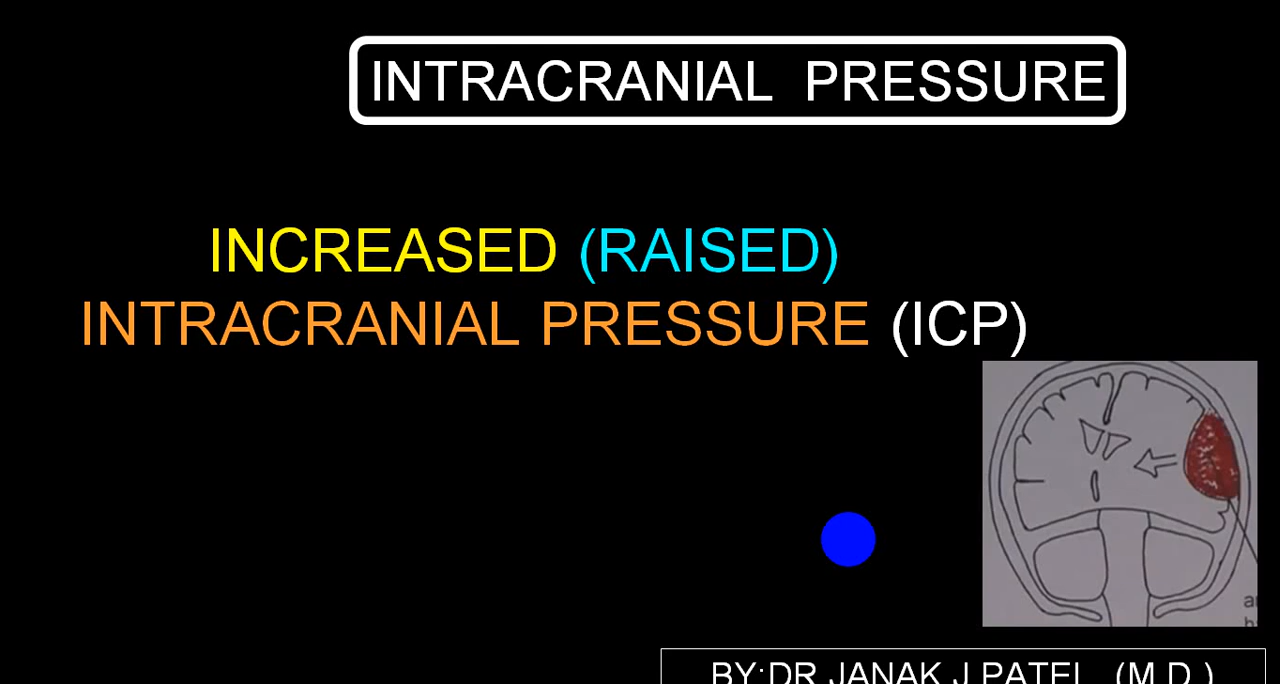 INTRACRANIAL PRESSURE
INCREASED (RAISED)
INTRACRANIAL PRESSURE (ICP)
BY:DR JANAK J PATEL (M.D.)